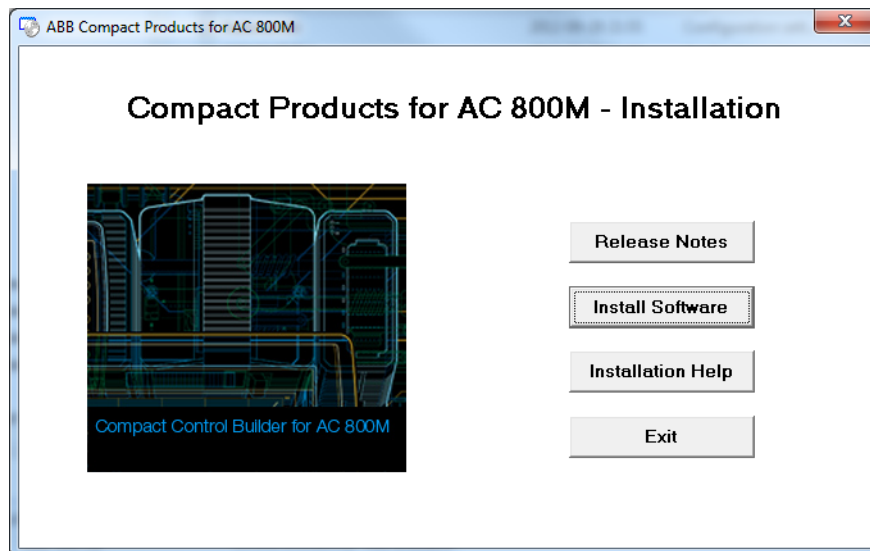 ABB Compact Products for AC 800M
Compact Products for AC 800M - Installation
Release Notes
Install Software
Compact Control Builder for AC 800M
Installation Help
Exit